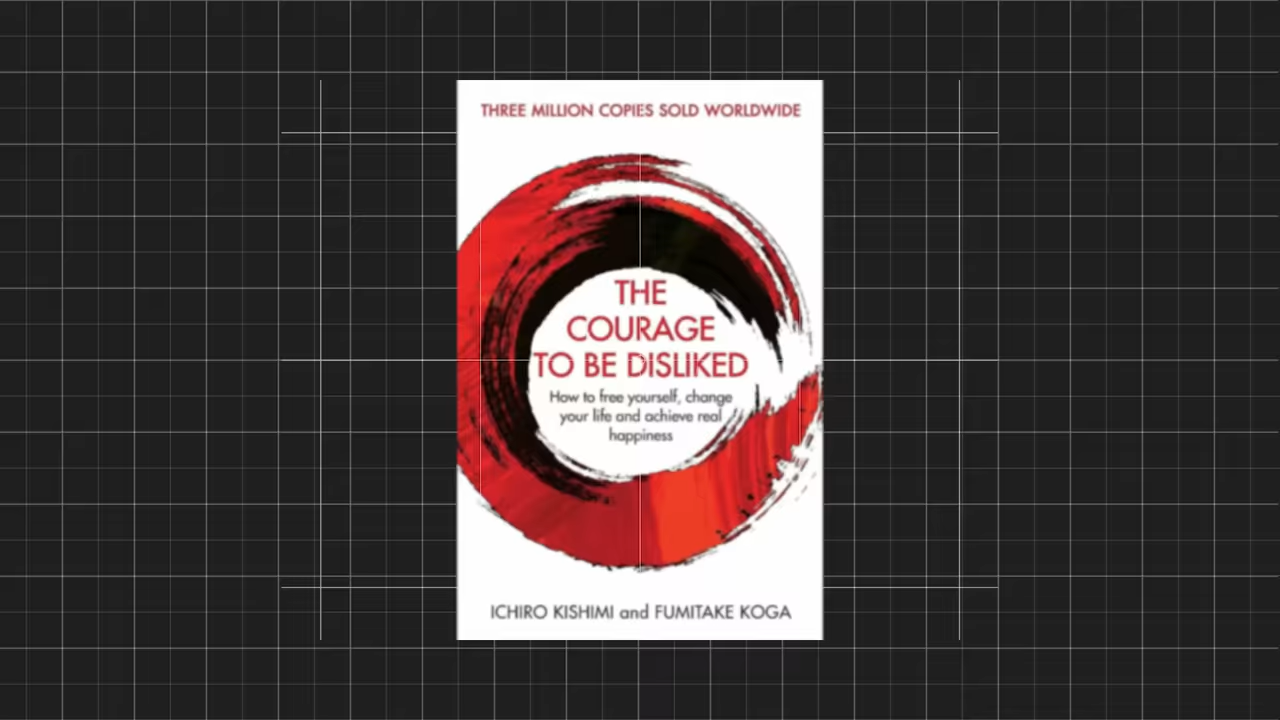 THREE MILLION COPIES SOLD WORLDWIDE
THE
COURAGE
TO BE DISLIKED
How to free yourself, change
your life and achieve real
happiness
ICHIRO KISHIMI and FUMITAKE KOGA